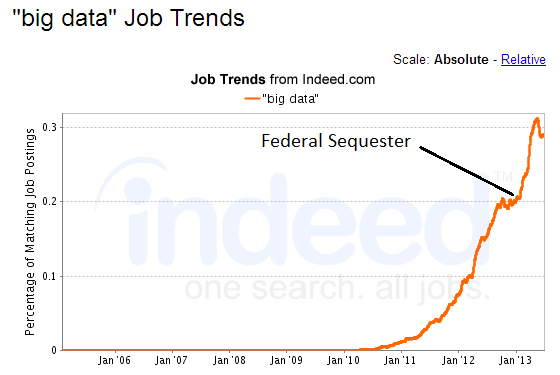 "big data" Job Trends
Scale: Absolute - Relative
Job Trends from Indeed.com
"big data"
Percentage of Matching Job Postings
0.3
0.2
0.1
0
Federal Sequester
indeed™
one search. all jobs.
Jan'06 Jan'07 Jan'08 Jan'09 Jan'10 Jan'11 Jan'12 Jan'13